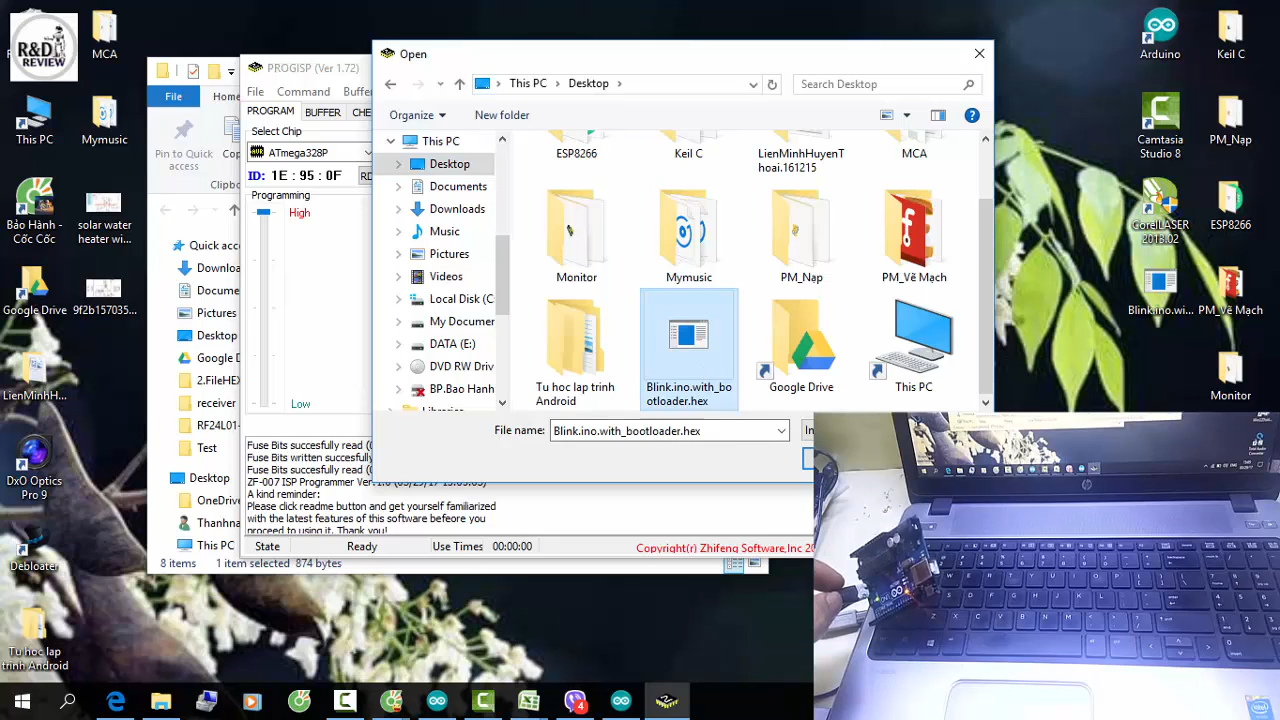 R&D
REVIEW
MCA
This PC
Mymusic
Bảo Hành -
Cốc Cốc
solar water
heater wi...
Google Drive
9f2b157035...
LienMinhH...
DxO Optics
Pro 9
Debloater
Tu hoc lap
trinh Android
File
Home
Pin to Quick
access
Quick acce
Downloa
Docume
Pictures
Desktop
Google D
2.FileHEX
receiver
RF24L01-
Test
Desktop
OneDriv
Thanhna
This PC
8 items
1 item selected 874 bytes
PROGISP (Ver 1.72)
File
Command
Buffer
PROGRAM
BUFFER
Select Chip
ATmega328P
ID: 1E : 95 : 0F
RD
Programming
High
Low
Fuse Bits written succesfully
Fuse Bits succesfully read (
A kind reminder:
Please click readme button and get yourself familiarized
with the latest features of this software befeore you
proceed to using it. Thank you!
State
Ready
Use Times
00:00:00
Copyright(r) Zhifeng Software,Inc 20
Open
This PC
Desktop
Search Desktop
Organize
New folder
This PC
Desktop
Documents
Downloads
Music
Pictures
Videos
Local Disk (C
My Documer
DATA (E:)
DVD RW Driv
BP.Bao Hanh
ESP8266
Keil C
LienMinhHuyenT
hoai.161215
MCA
Monitor
Mymusic
PM_Nap
PM_Vẽ Mạch
Tu hoc lap trinh
Android
Blink.ino.with_bo
otloader.hex
Google Drive
This PC
File name:
Blink.ino.with_bootloader.hex
Arduino
Keil C
Camtasia
Studio 8
PM_Nap
CorelLASER
2013.02
ESP8266
Blink.ino.wi...
PM_Vẽ Mạch
Monitor
4